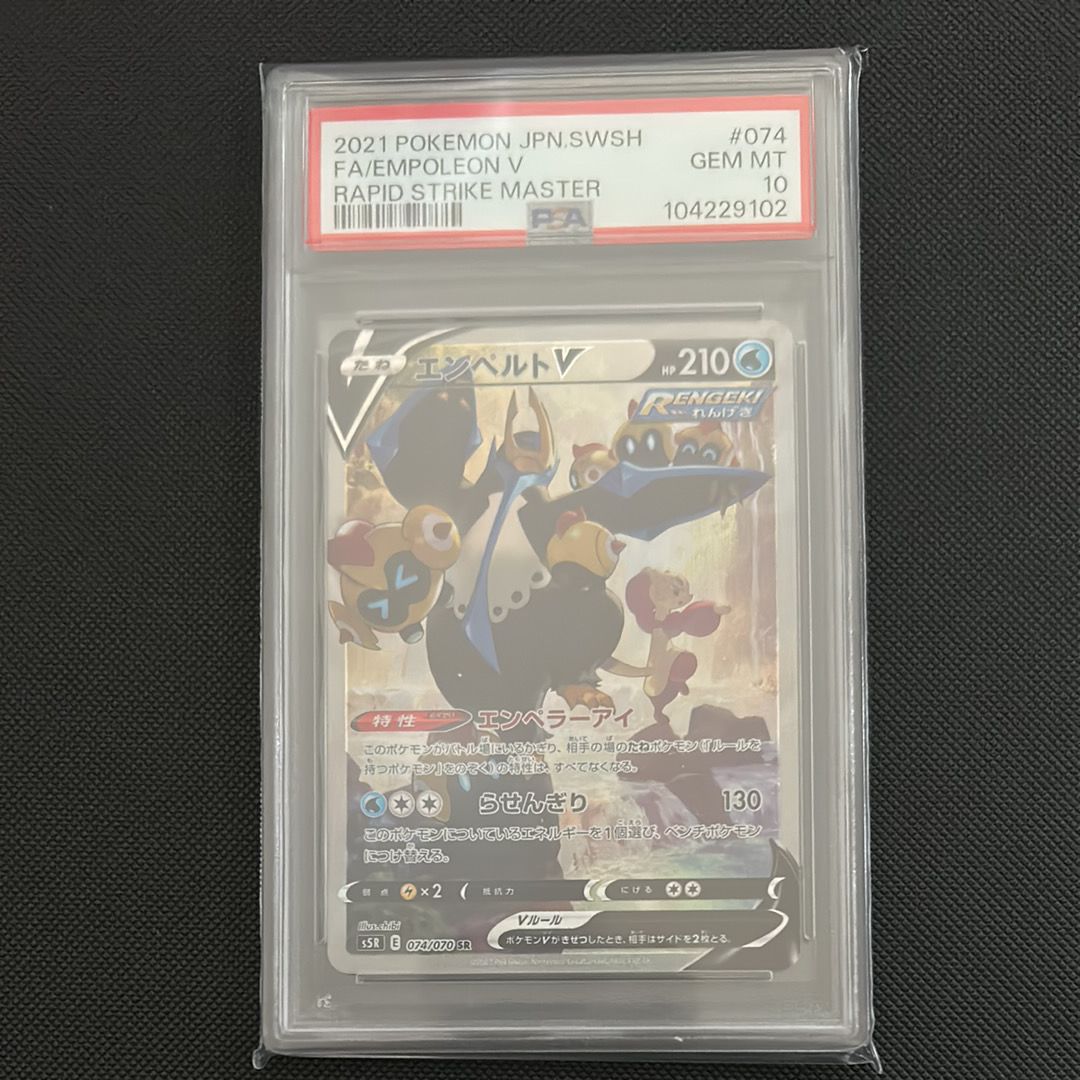 2021 POKEMON JPN.SWSH #074
FA/EMPOLEON V GEM MT
RAPID STRIKE MASTER 10
PSA 104229102
たね エンペルトV HP 210
RENGEKI
れんげき
特性 エンペラーアイ
このポケモンがバトル場にいるかぎり、相手の場のたねポケモン(「ルールを
持つポケモン」をのぞく)の特性は、すべてなくなる。
らせんぎり 130
このポケモンについているエネルギーを1個選び、ベンチポケモン
につけ替える。
弱点 ×2 抵抗力 にげる
illus.chibi
Vルール
s5R E 074/070 SR
ポケモンVがきぜつしたとき、相手はサイドを2枚とる。